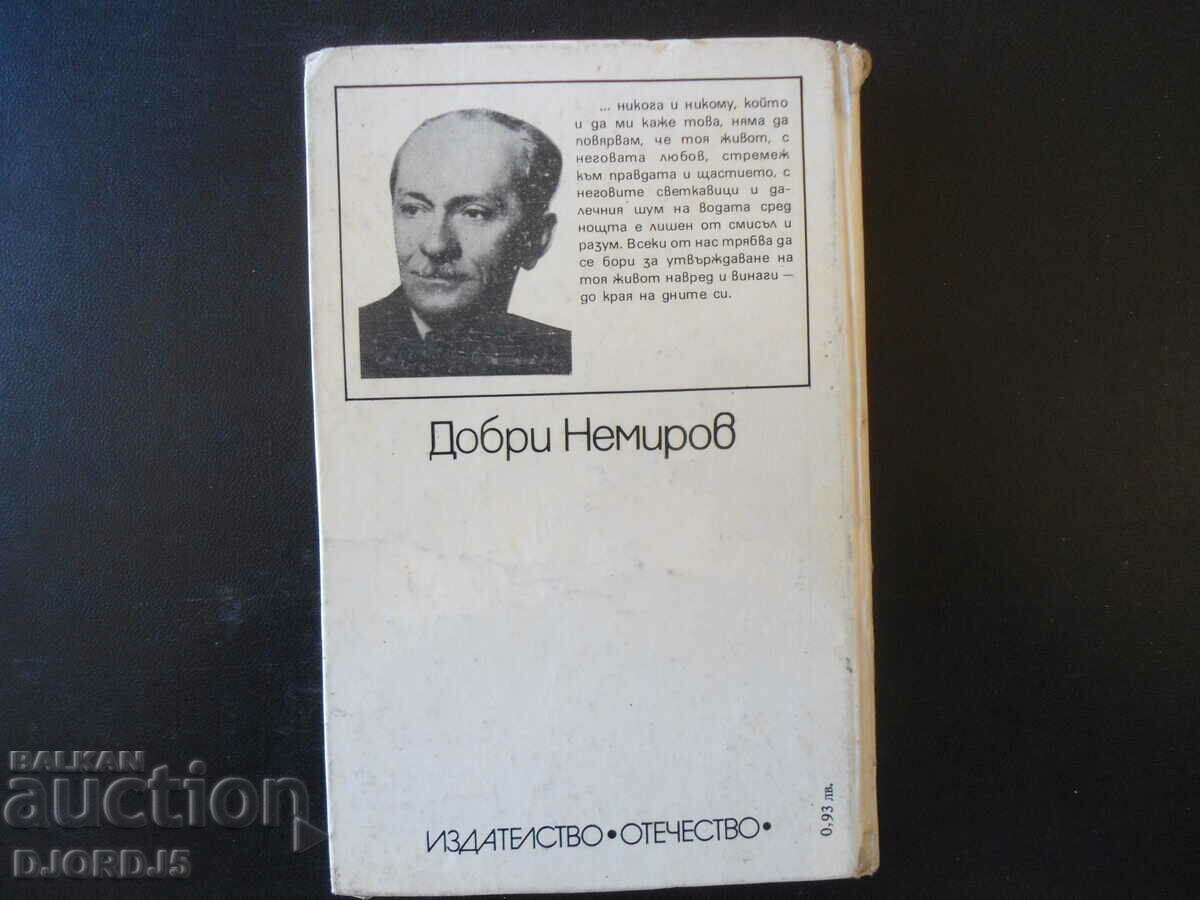 ... никога и никому, който
и да ми каже това, няма да
повярвам, че тоя живот, с
неговата любов, стремеж
към правдата и щастието, с
неговите светкавици и да-
лечния шум на водата сред
нощта е лишен от смисъл и
разум. Всеки от нас трябва да
се бори за утвърждаване на
тоя живот навред и винаги —
до края на дните си.
Добри Немиров
0,93 лв.
ИЗДАТЕЛСТВО • ОТЕЧЕСТВО •
BALKAN
auction
DJORDJ5